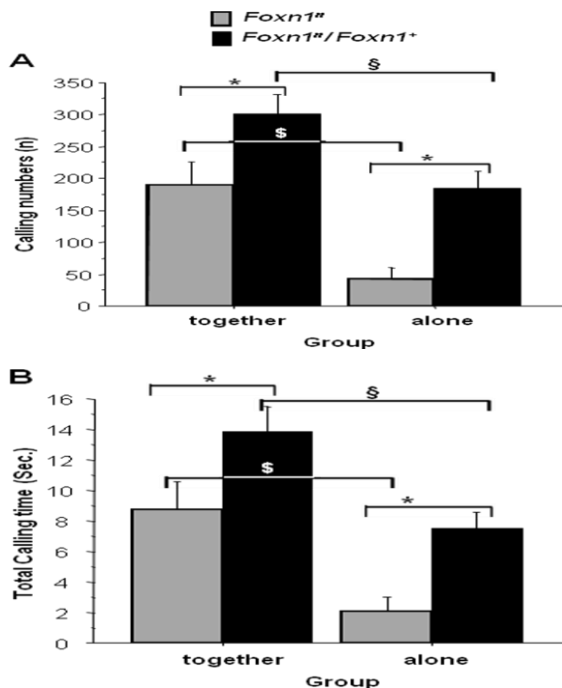 Foxn1ⁿ
Foxn1ⁿ/Foxn1⁺
A
Calling numbers (n)
350
300
250
200
150
100
50
0
*
§
$
*
together
alone
Group
B
Total Calling time (Sec.)
16
14
12
10
8
6
4
2
0
*
§
$
*
together
alone
Group